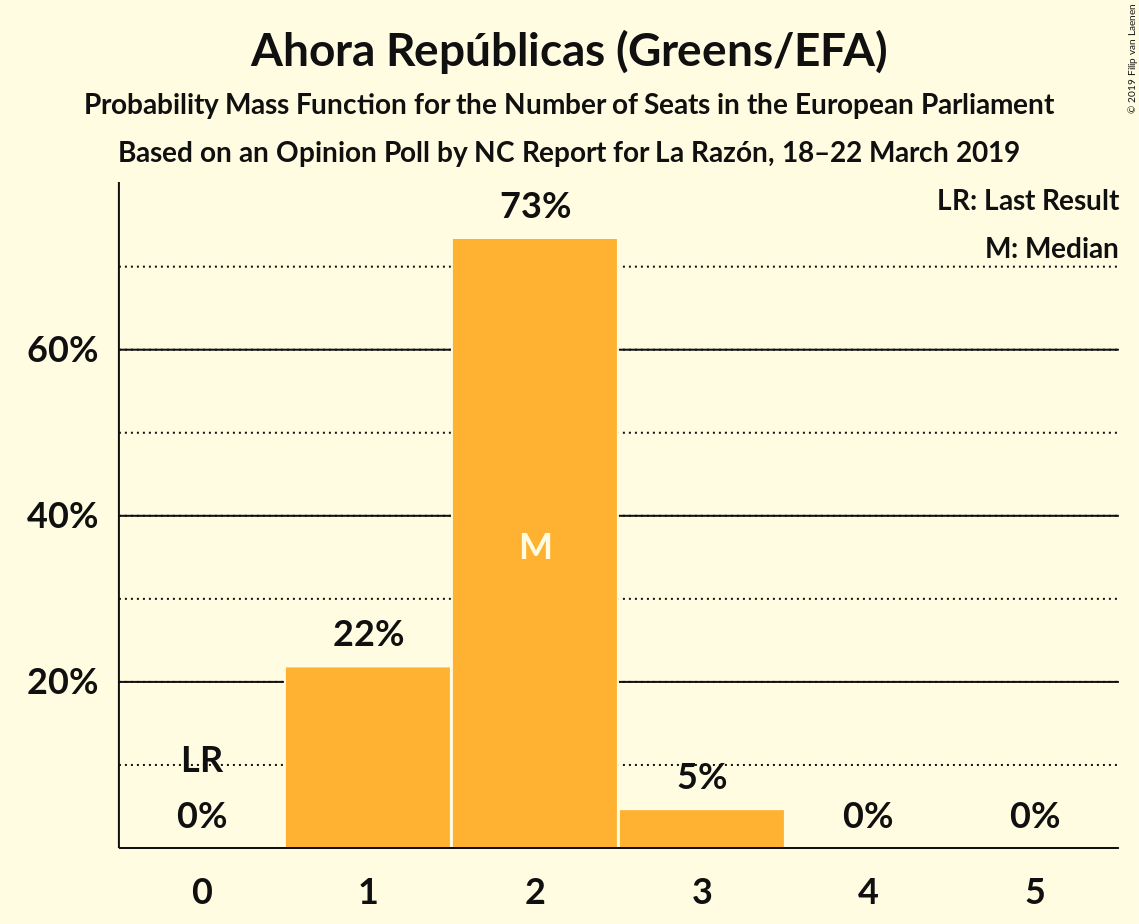 Ahora Repúblicas (Greens/EFA)
Probability Mass Function for the Number of Seats in the European Parliament
Based on an Opinion Poll by NC Report for La Razón, 18–22 March 2019
© 2019 Filip van Laenen
LR: Last Result
M: Median
73%
60%
40%
M
22%
20%
LR
5%
0%
0%
0%
0
1
2
3
4
5